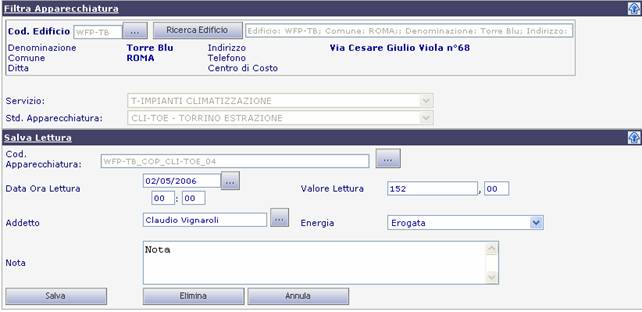 Filtra Apparecchiatura
Cod. Edificio WFP-TB ... Ricerca Edificio Edificio: WFP-TB; Comune: ROMA;; Denominazione: Torre Blu; Indirizzo:
Denominazione Torre Blu Indirizzo Via Cesare Giulio Viola n°68
Comune ROMA Telefono
Ditta Centro di Costo
Servizio: T-IMPIANTI CLIMATIZZAZIONE
Std. Apparecchiatura: CLI-TOE - TORRINO ESTRAZIONE
Salva Lettura
Cod.
Apparecchiatura: WFP-TB_COP_CLI-TOE_04 ...
Data Ora Lettura 02/05/2006 ... Valore Lettura 152 , 00
00 : 00
Addetto Claudio Vignaroli ... Energia Erogata
Nota Nota
Salva Elimina Annulla